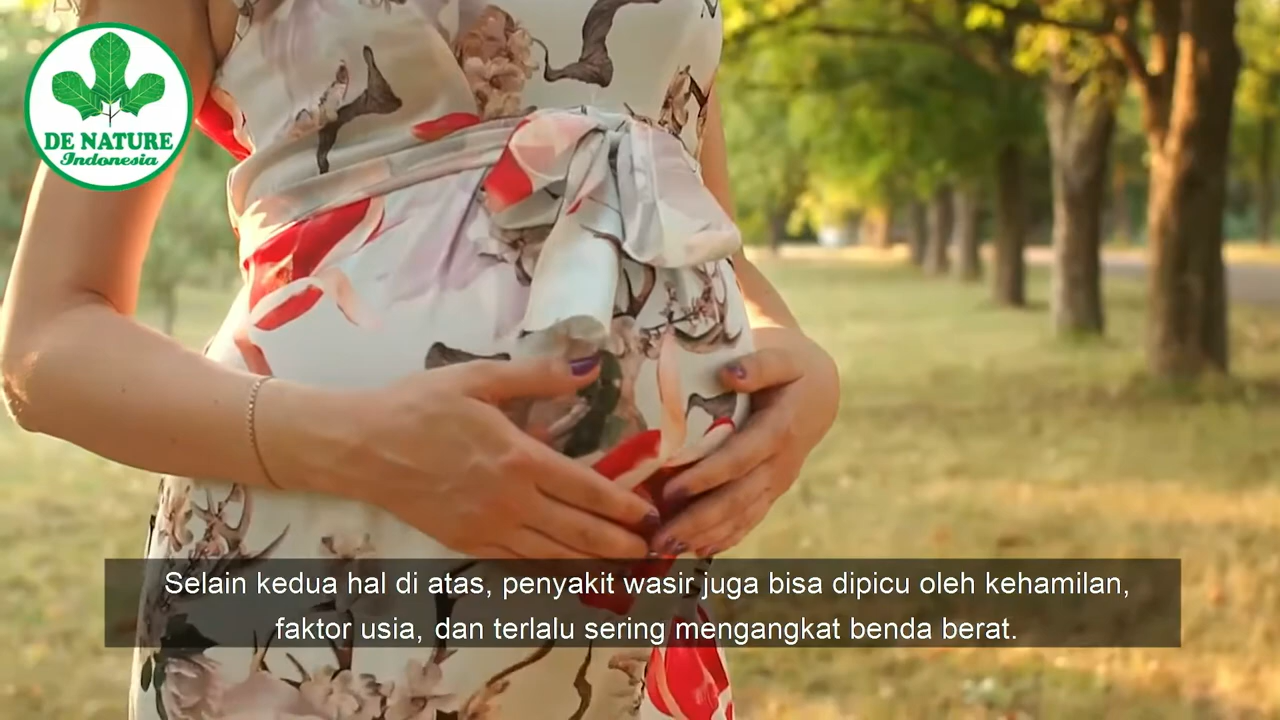 DE NATURE
Indonesia
Selain kedua hal di atas, penyakit wasir juga bisa dipicu oleh kehamilan,
faktor usia, dan terlalu sering mengangkat benda berat.